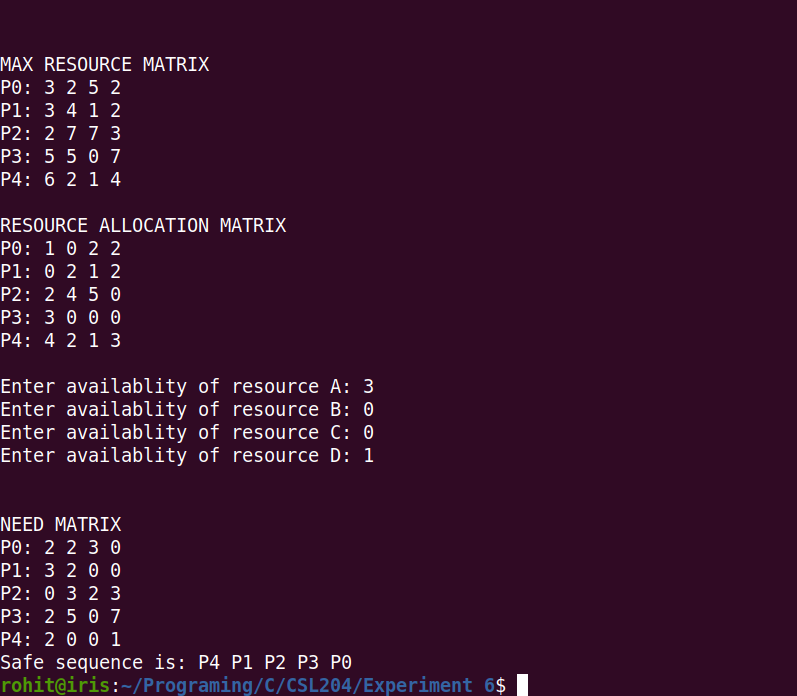 MAX RESOURCE MATRIX
P0: 3 2 5 2
P1: 3 4 1 2
P2: 2 7 7 3
P3: 5 5 0 7
P4: 6 2 1 4
RESOURCE ALLOCATION MATRIX
P0: 1 0 2 2
P1: 0 2 1 2
P2: 2 4 5 0
P3: 3 0 0 0
P4: 4 2 1 3
Enter availablity of resource A: 3
Enter availablity of resource B: 0
Enter availablity of resource C: 0
Enter availablity of resource D: 1
NEED MATRIX
P0: 2 2 3 0
P1: 3 2 0 0
P2: 0 3 2 3
P3: 2 5 0 7
P4: 2 0 0 1
Safe sequence is: P4 P1 P2 P3 P0
rohit@iris:~/Programing/C/CSL204/Experiment 6$